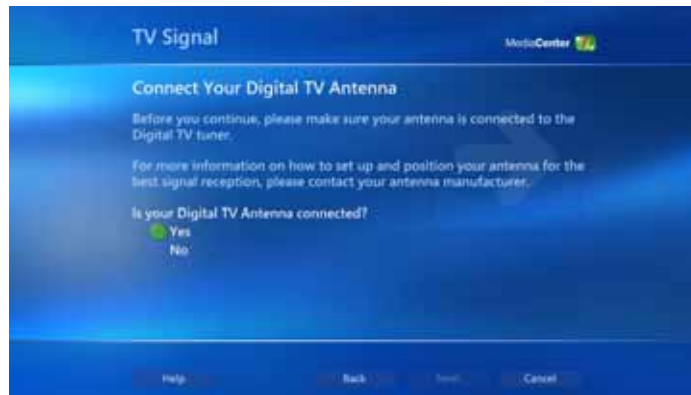 TV Signal
MediaCenter
Connect Your Digital TV Antenna
Before you continue, please make sure your antenna is connected to the
Digital TV tuner.
For more information on how to set up and position your antenna for the
best signal reception, please contact your antenna manufacturer.
Is your Digital TV Antenna connected?
Yes
No
Help Back Next Cancel